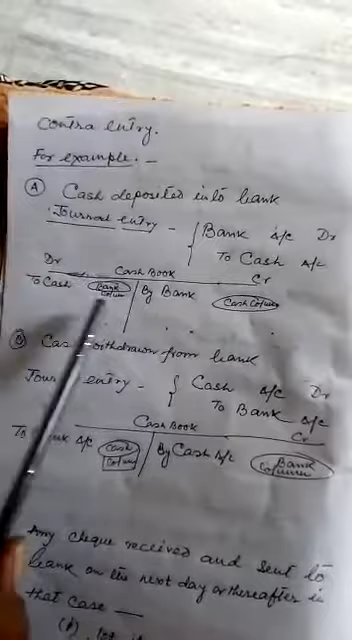 Contra entry.
For example. -
(A) Cash deposited into bank
Journal entry - { Bank A/c Dr
To Cash A/c
Dr Cash Book Cr
To Cash (Bank Column) By Bank (Cash Column)
(B) withdrawn from bank
entry - { Cash A/c Dr
To Bank A/c
Cash Book Cr
To A/c (Cash Column) By Cash A/c (Bank Column)
Any cheque received and sent to
bank on the next day or thereafter in
that case —